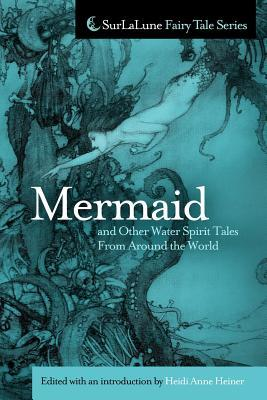 SurLaLune Fairy Tale Series
Mermaid
and Other Water Spirit Tales
From Around the World
Edited with an introduction by Heidi Anne Heiner